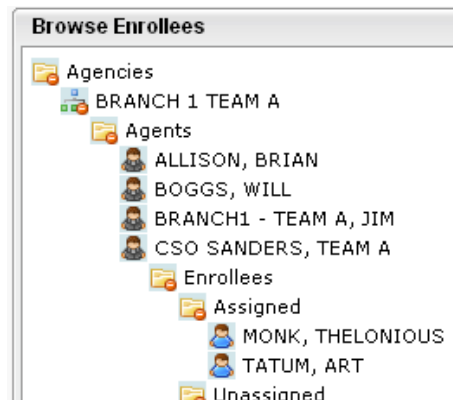 Browse Enrollees
Agencies
BRANCH 1 TEAM A
Agents
ALLISON, BRIAN
BOGGS, WILL
BRANCH1 - TEAM A, JIM
CSO SANDERS, TEAM A
Enrollees
Assigned
MONK, THELONIOUS
TATUM, ART
Unassigned